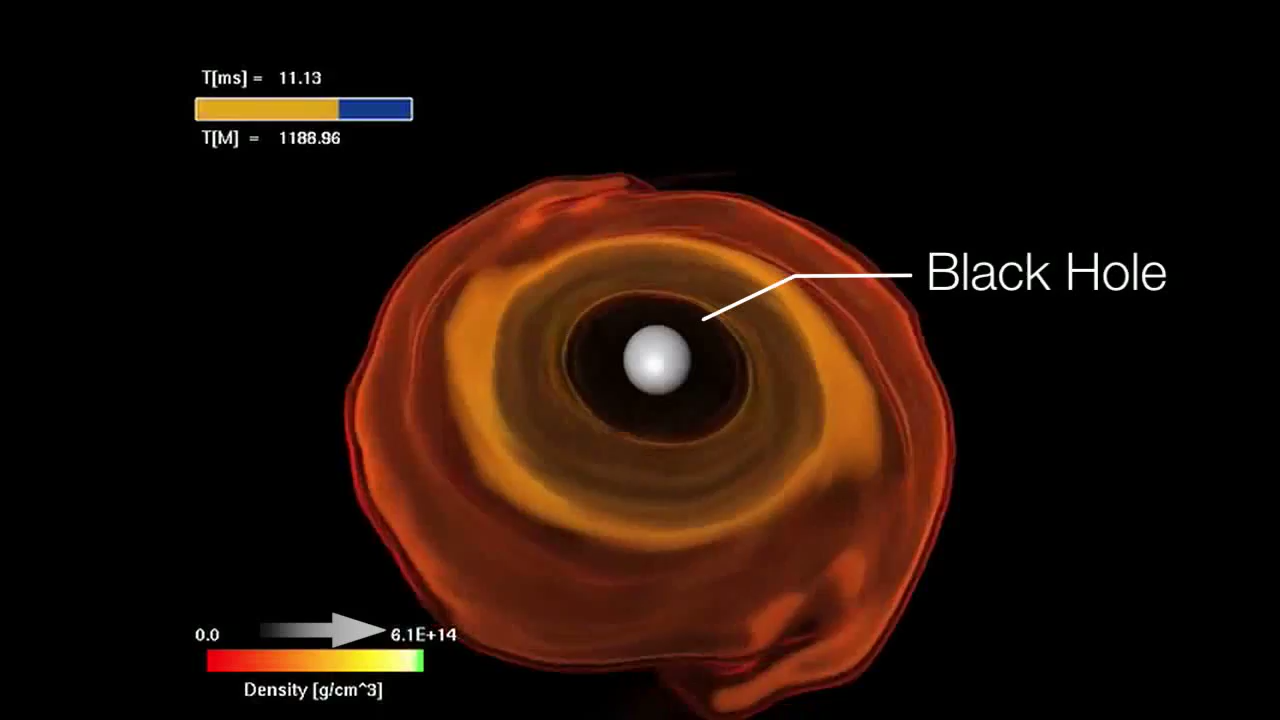 T[ms] = 11.13
T[M] = 1188.96
Black Hole
0.0 6.1E+14
Density [g/cm^3]